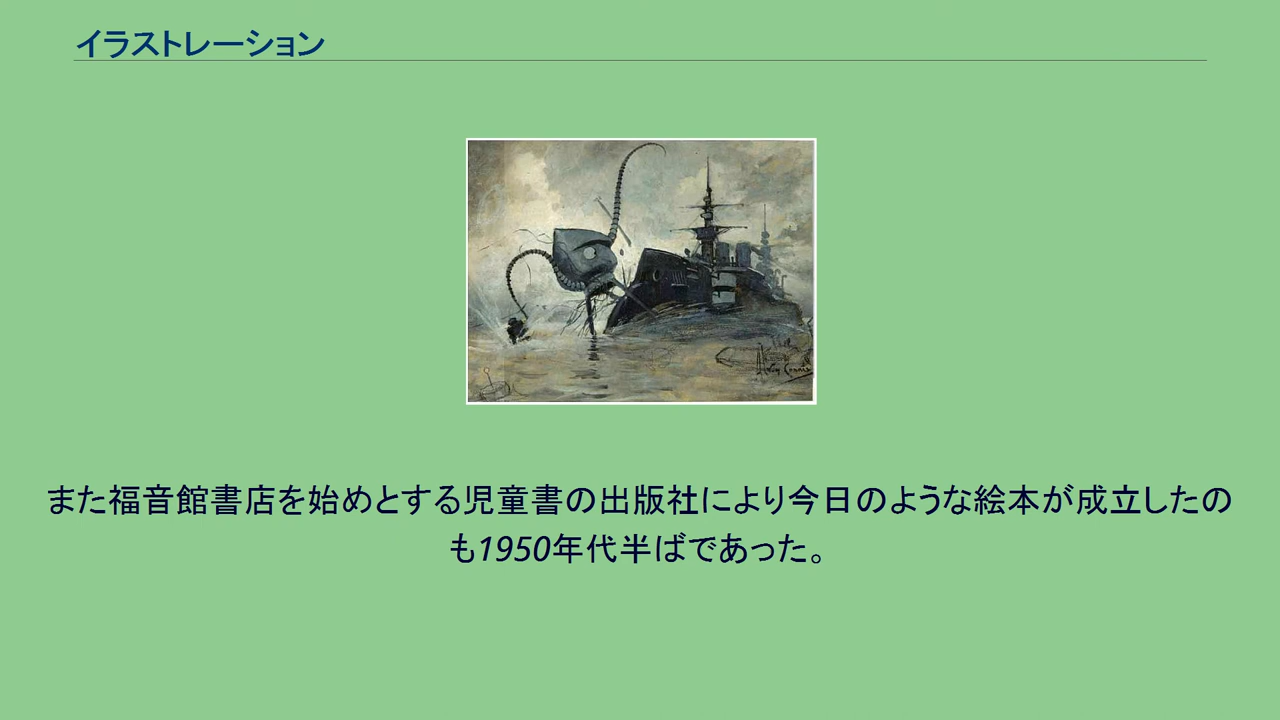 イラストレーション
また福音館書店を始めとする児童書の出版社により今日のような絵本が成立したの
も1950年代半ばであった。